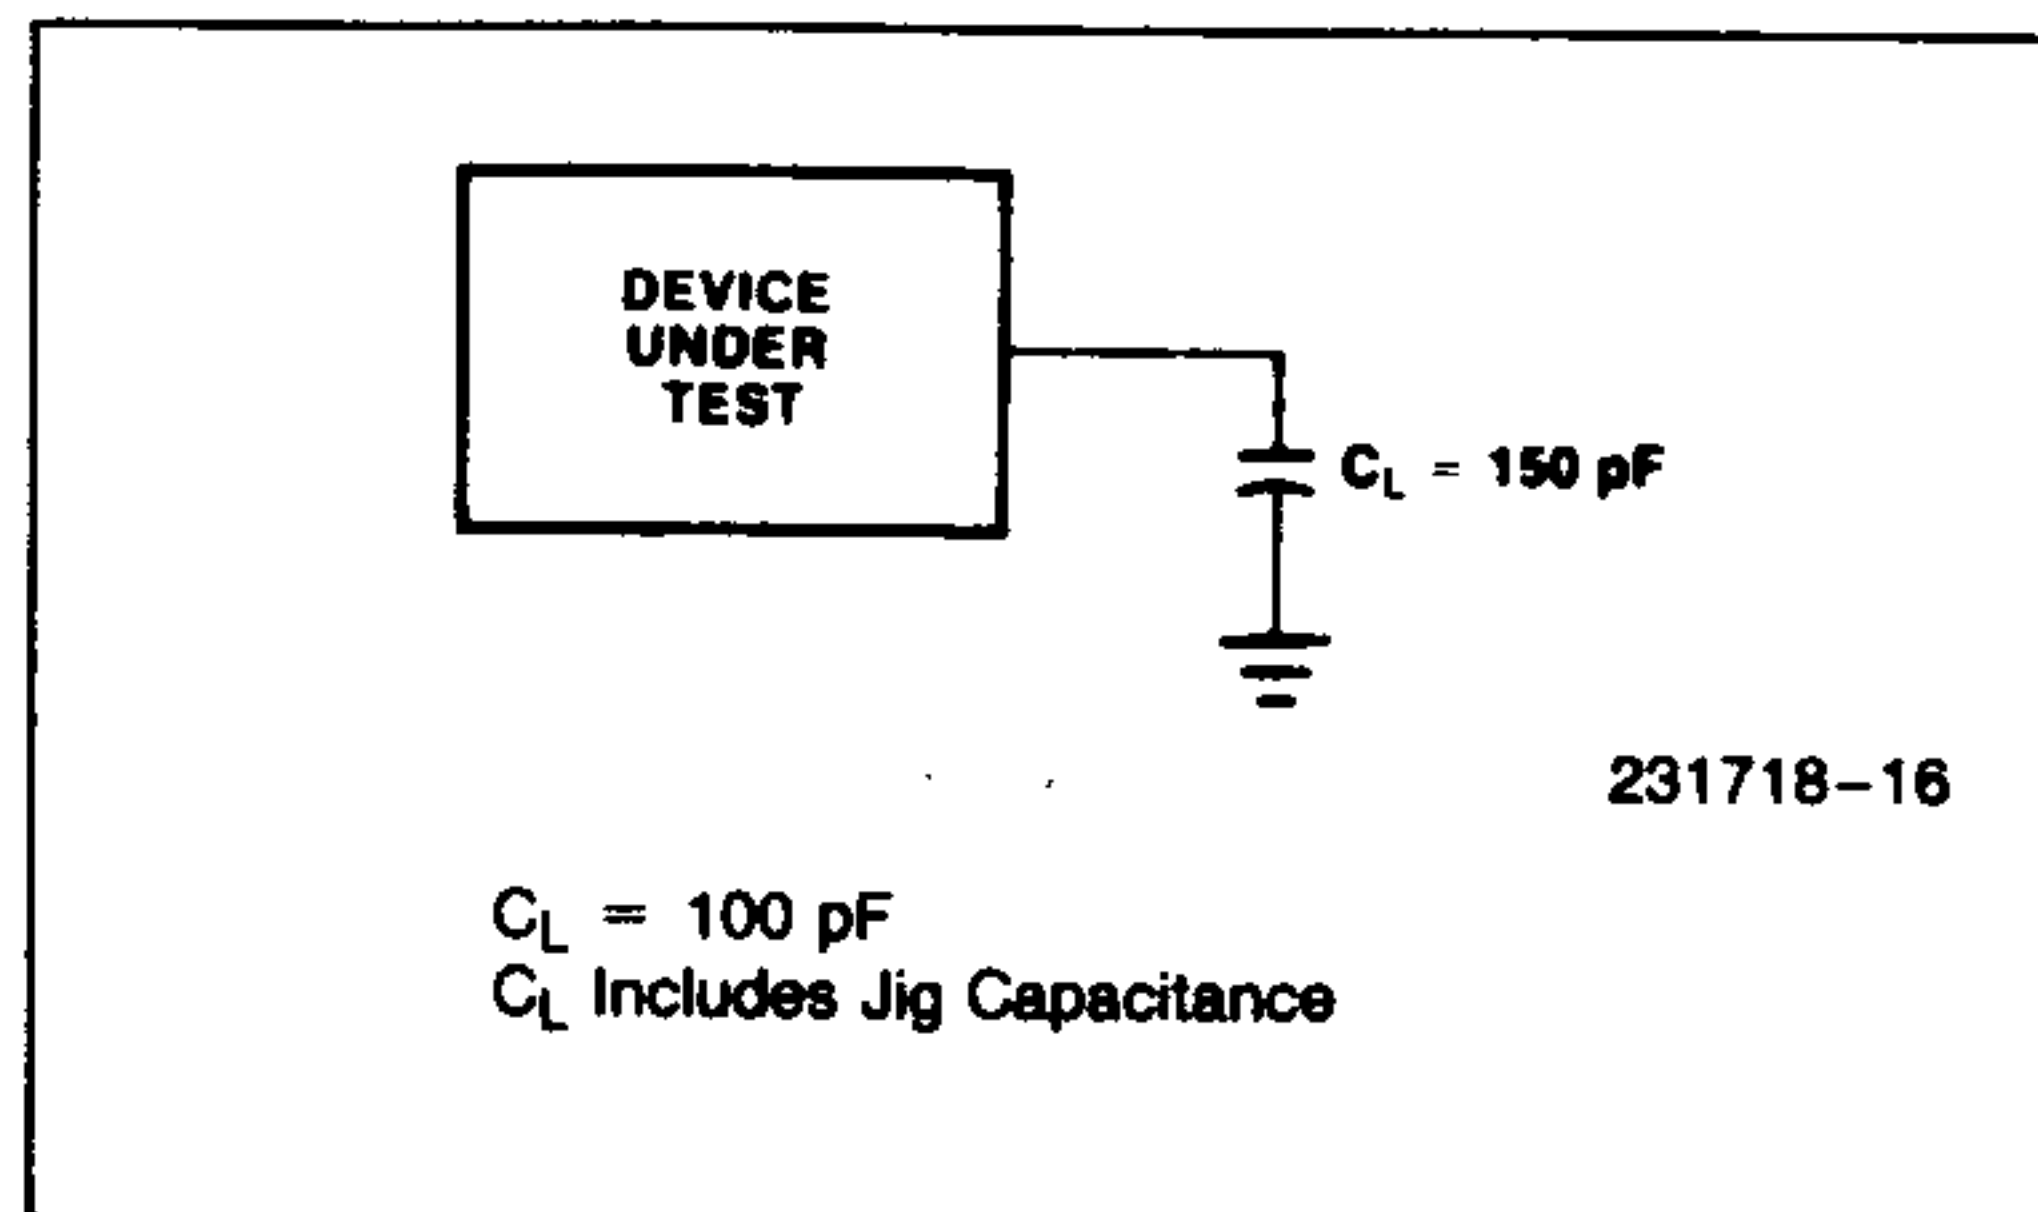 DEVICE
UNDER
TEST
CL = 150 pF
231718-16
CL = 100 pF
CL Includes Jig Capacitance